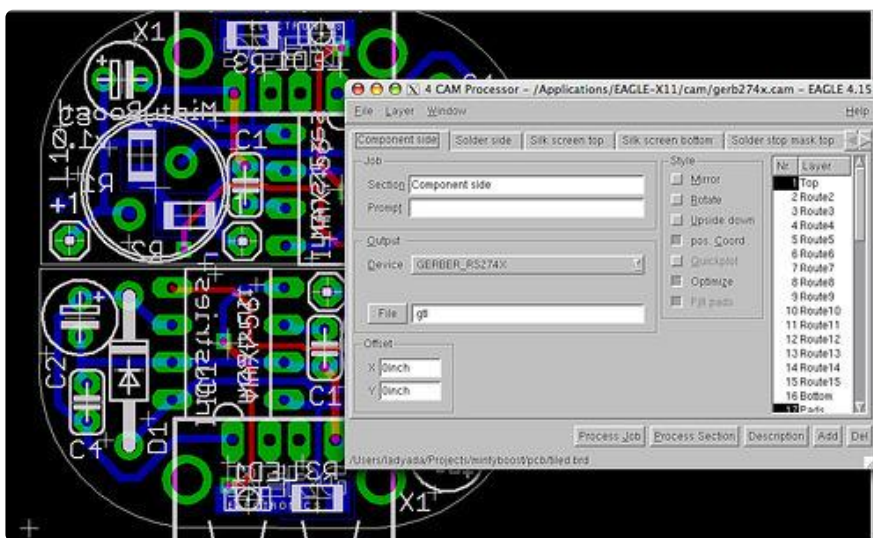 X1
C1
+1
C2
C4
D1
C1
X1
4 CAM Processor - /Applications/EAGLE-X11/cam/gerb274x.cam - EAGLE 4.15
File Layer Window Help
Component side Solder side Silk screen top Silk screen bottom Solder stop mask top
Job
Section Component side
Prompt
Output
Device GERBER_RS274X
File gtl
Offset
X 0inch
Y 0inch
Style
Mirror
Rotate
Upside down
pos. Coord
Quickplot
Optimize
Fill pads
Nr. Layer
1 Top
2 Route2
3 Route3
4 Route4
5 Route5
6 Route6
7 Route7
8 Route8
9 Route9
10 Route10
11 Route11
12 Route12
13 Route13
14 Route14
15 Route15
16 Bottom
17 Pads
Process Job Process Section Description Add Del
/Users/ladyada/Projects/mintyboost/pcb/tiled.brd